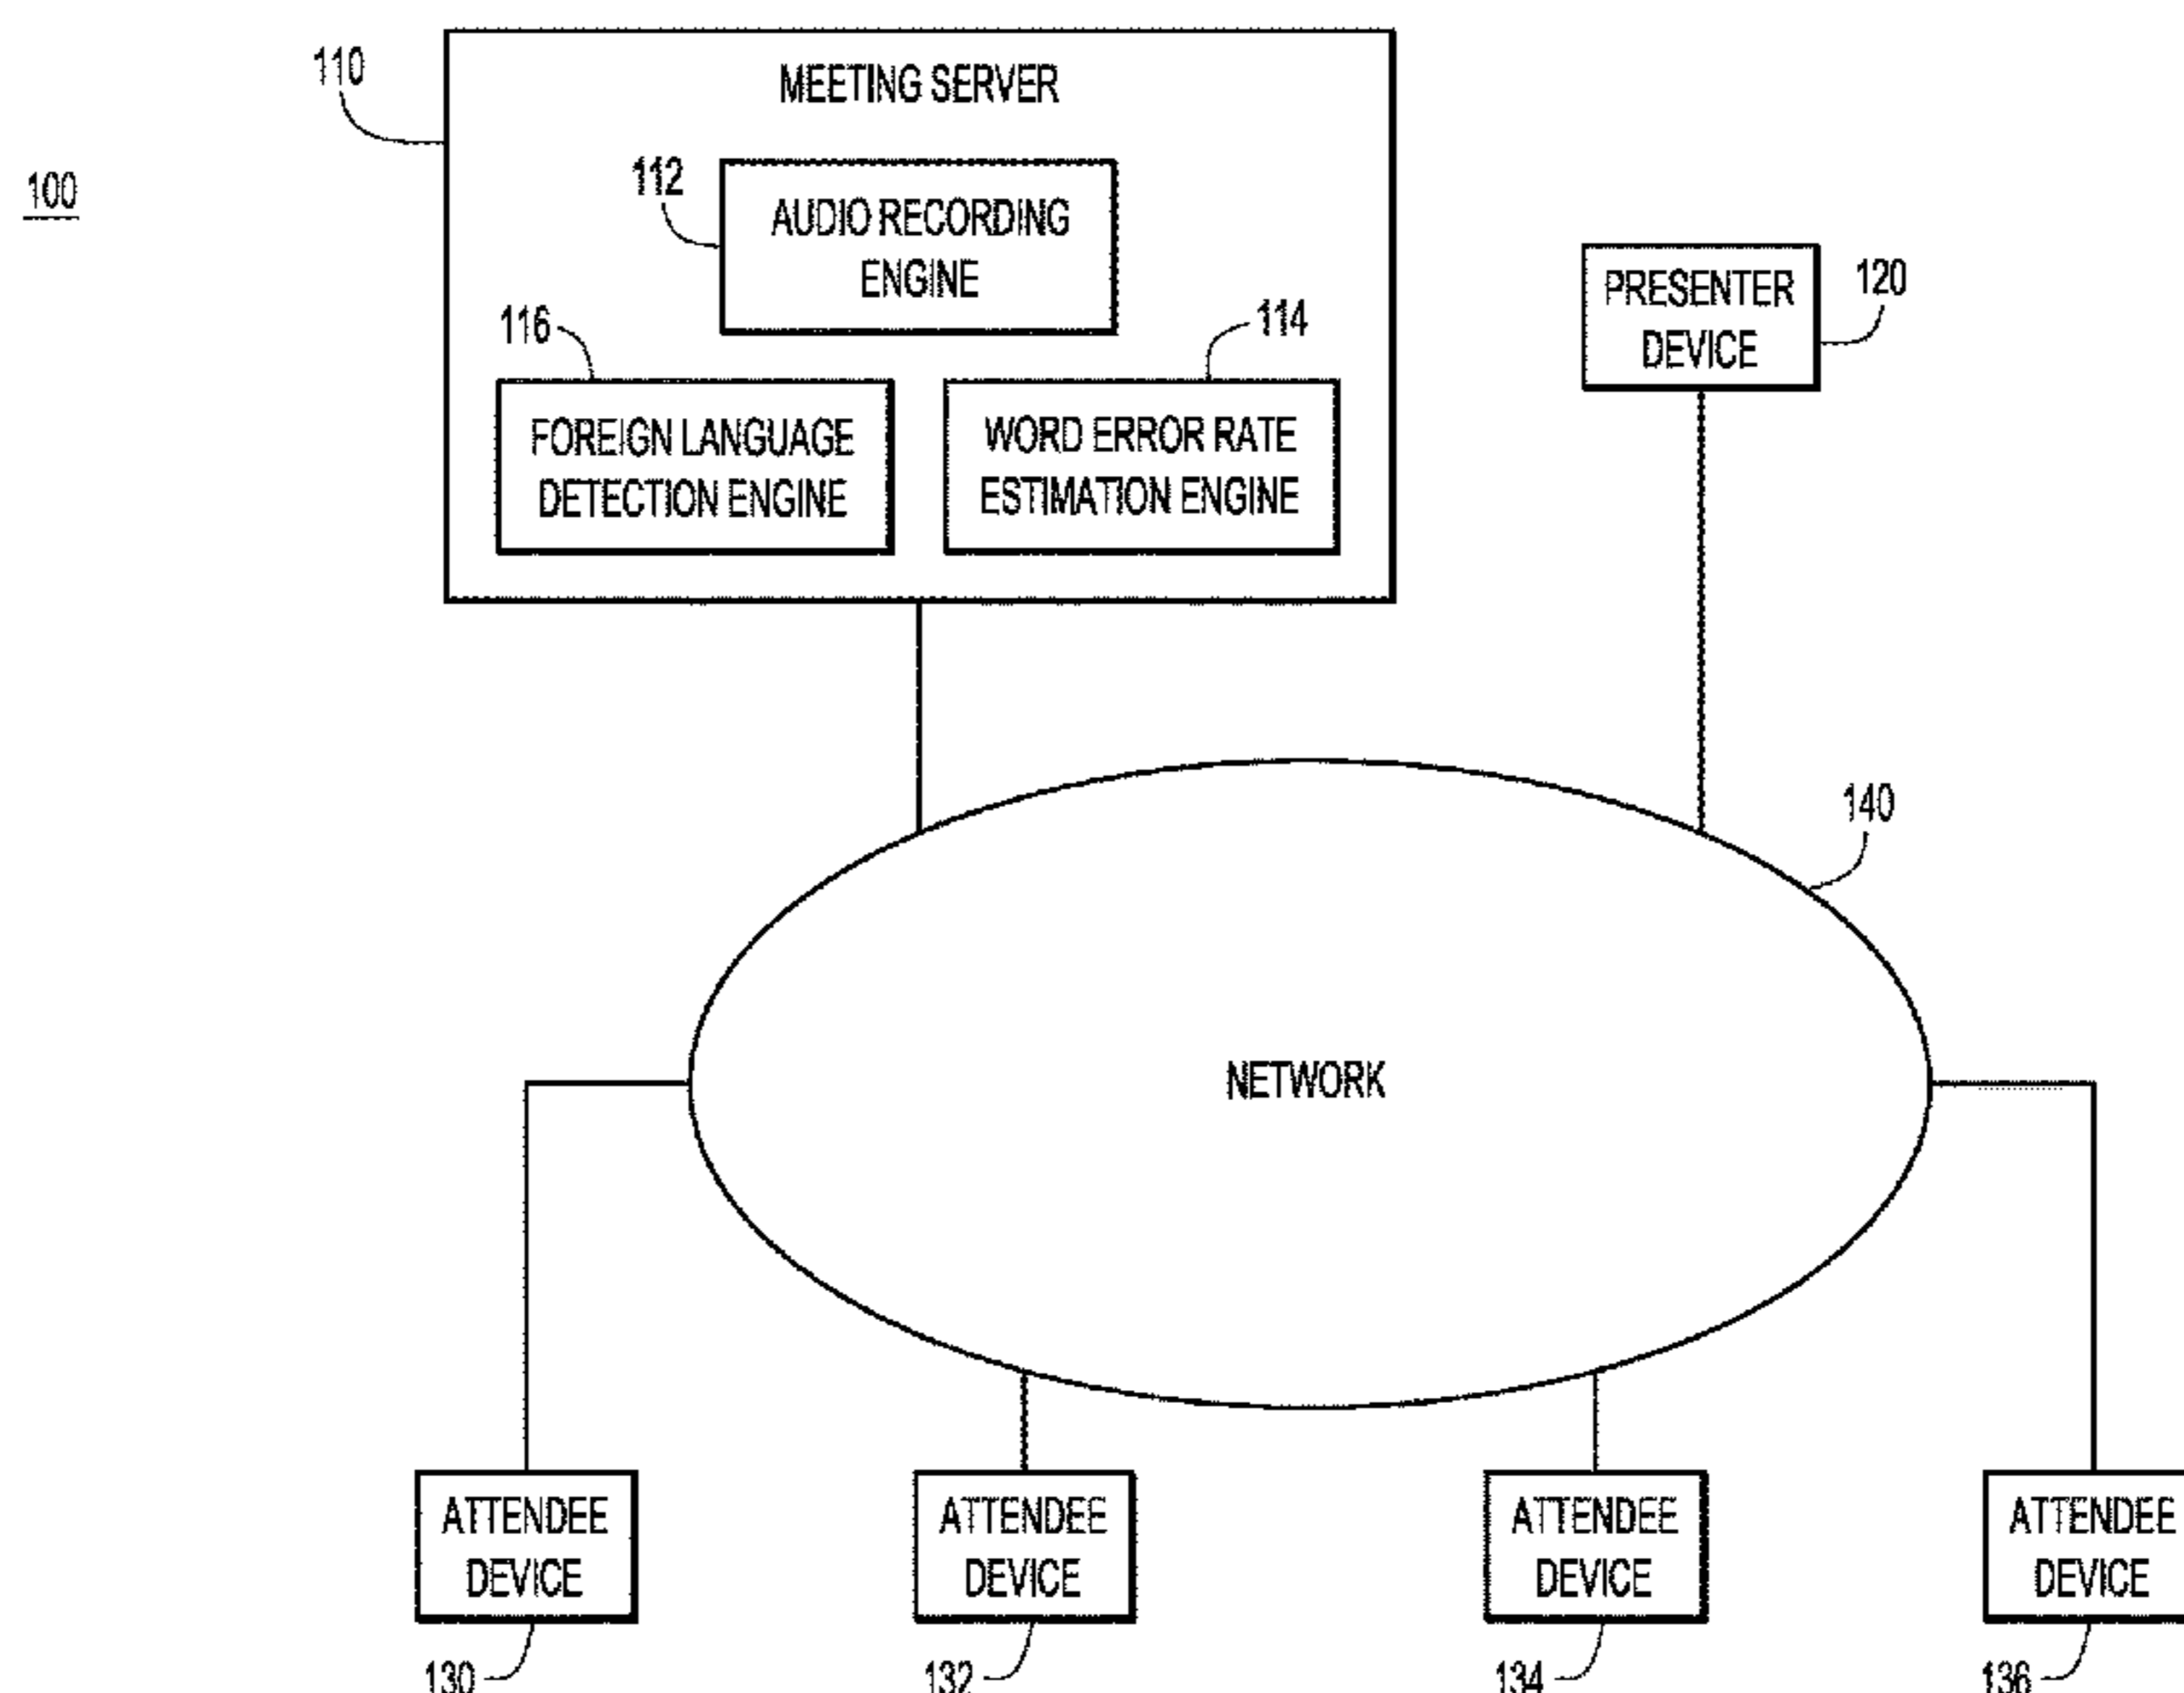 110
MEETING SERVER
100
112
AUDIO RECORDING
ENGINE
116
114
FOREIGN LANGUAGE
DETECTION ENGINE
WORD ERROR RATE
ESTIMATION ENGINE
PRESENTER
DEVICE
120
140
NETWORK
ATTENDEE
DEVICE
130
ATTENDEE
DEVICE
132
ATTENDEE
DEVICE
134
ATTENDEE
DEVICE
136